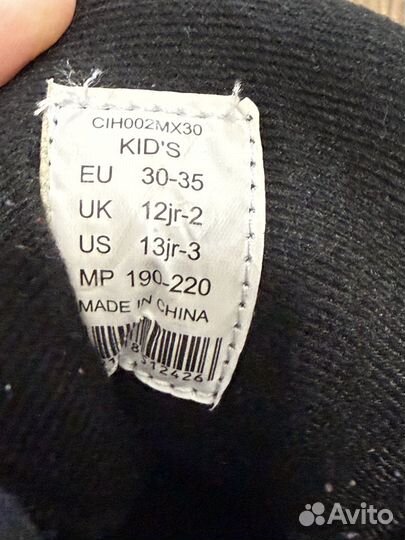 CIH002MX30
KID'S
EU 30-35
UK 12jr-2
US 13jr-3
MP 190-220
MADE IN CHINA
Avito